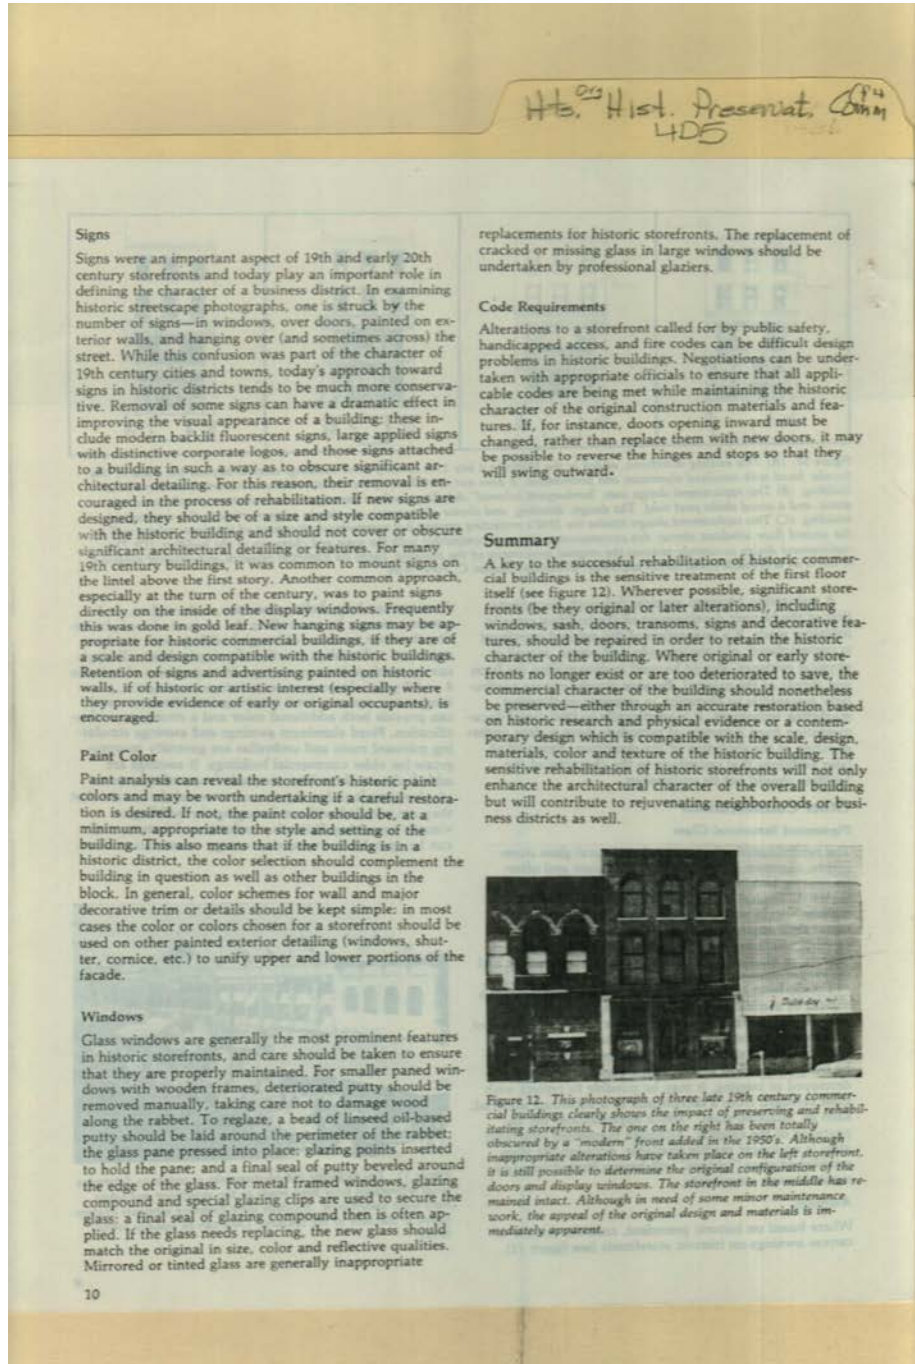 Hts. Org Hist. Preservat. Comm
4D5
Signs
Signs were an important aspect of 19th and early 20th
century storefronts and today play an important role in
defining the character of a business district. In examining
historic streetscape photographs, one is struck by the
number of signs—in windows, over doors, painted on ex-
terior walls, and hanging over (and sometimes across) the
street. While this confusion was part of the character of
19th century cities and towns, today's approach toward
signs in historic districts tends to be much more conserva-
tive. Removal of some signs can have a dramatic effect in
improving the visual appearance of a building; these in-
clude modern backlit fluorescent signs, large applied signs
with distinctive corporate logos, and those signs attached
to a building in such a way as to obscure significant ar-
chitectural detailing. For this reason, their removal is en-
couraged in the process of rehabilitation. If new signs are
designed, they should be of a size and style compatible
with the historic building and should not cover or obscure
significant architectural detailing or features. For many
19th century buildings, it was common to mount signs on
the lintel above the first story. Another common approach,
especially at the turn of the century, was to paint signs
directly on the inside of the display windows. Frequently
this was done in gold leaf. New hanging signs may be ap-
propriate for historic commercial buildings, if they are of
a scale and design compatible with the historic buildings.
Retention of signs and advertising painted on historic
walls, if of historic or artistic interest (especially where
they provide evidence of early or original occupants), is
encouraged.
Paint Color
Paint analysis can reveal the storefront's historic paint
colors and may be worth undertaking if a careful restora-
tion is desired. If not, the paint color should be, at a
minimum, appropriate to the style and setting of the
building. This also means that if the building is in a
historic district, the color selection should complement the
building in question as well as other buildings in the
block. In general, color schemes for wall and major
decorative trim or details should be kept simple; in most
cases the color or colors chosen for a storefront should be
used on other painted exterior detailing (windows, shut-
ter, cornice, etc.) to unify upper and lower portions of the
facade.
Windows
Glass windows are generally the most prominent features
in historic storefronts, and care should be taken to ensure
that they are properly maintained. For smaller paned win-
dows with wooden frames, deteriorated putty should be
removed manually, taking care not to damage wood
along the rabbet. To reglaze, a bead of linseed oil-based
putty should be laid around the perimeter of the rabbet;
the glass pane pressed into place; glazing points inserted
to hold the pane; and a final seal of putty beveled around
the edge of the glass. For metal framed windows, glazing
compound and special glazing clips are used to secure the
glass; a final seal of glazing compound then is often ap-
plied. If the glass needs replacing, the new glass should
match the original in size, color and reflective qualities.
Mirrored or tinted glass are generally inappropriate
10
replacements for historic storefronts. The replacement of
cracked or missing glass in large windows should be
undertaken by professional glaziers.
Code Requirements
Alterations to a storefront called for by public safety,
handicapped access, and fire codes can be difficult design
problems in historic buildings. Negotiations can be under-
taken with appropriate officials to ensure that all appli-
cable codes are being met while maintaining the historic
character of the original construction materials and fea-
tures. If, for instance, doors opening inward must be
changed, rather than replace them with new doors, it may
be possible to reverse the hinges and stops so that they
will swing outward.
Summary
A key to the successful rehabilitation of historic commer-
cial buildings is the sensitive treatment of the first floor
itself (see figure 12). Wherever possible, significant store-
fronts (be they original or later alterations), including
windows, sash, doors, transoms, signs and decorative fea-
tures, should be repaired in order to retain the historic
character of the building. Where original or early store-
fronts no longer exist or are too deteriorated to save, the
commercial character of the building should nonetheless
be preserved—either through an accurate restoration based
on historic research and physical evidence or a contem-
porary design which is compatible with the scale, design,
materials, color and texture of the historic building. The
sensitive rehabilitation of historic storefronts will not only
enhance the architectural character of the overall building
but will contribute to rejuvenating neighborhoods or busi-
ness districts as well.
Figure 12. This photograph of three late 19th century commer-
cial buildings clearly shows the impact of preserving and rehabil-
itating storefronts. The one on the right has been totally
obscured by a "modern" front added in the 1950's. Although
inappropriate alterations have taken place on the left storefront,
it is still possible to determine the original configuration of the
doors and display windows. The storefront in the middle has re-
mained intact. Although in need of some minor maintenance
work, the appeal of the original design and materials is im-
mediately apparent.